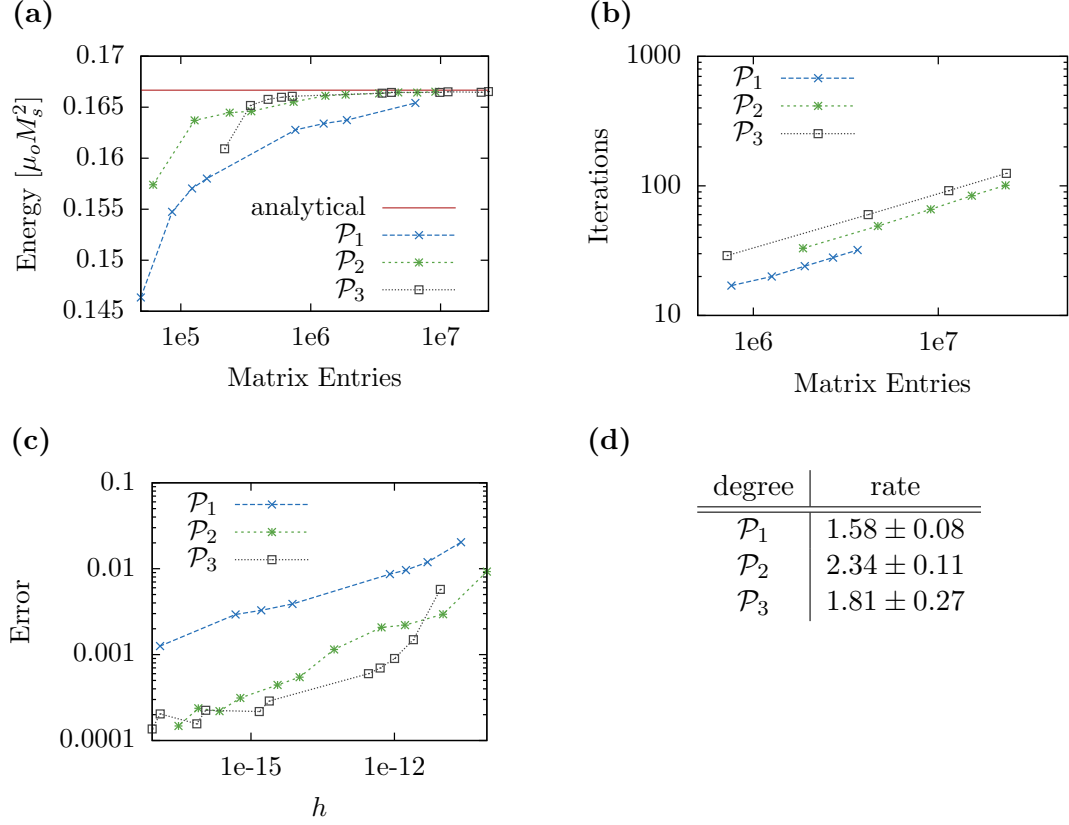 (a)
0.17
0.165
0.16
0.155
0.15
0.145
Energy [μₒMₛ²]
analytical
𝒫₁
𝒫₂
𝒫₃
1e5
1e6
1e7
Matrix Entries
(b)
1000
100
10
Iterations
𝒫₁
𝒫₂
𝒫₃
1e6
1e7
Matrix Entries
(c)
0.1
0.01
0.001
0.0001
Error
𝒫₁
𝒫₂
𝒫₃
1e-15
1e-12
h
(d)
degree rate
𝒫₁ 1.58 ± 0.08
𝒫₂ 2.34 ± 0.11
𝒫₃ 1.81 ± 0.27